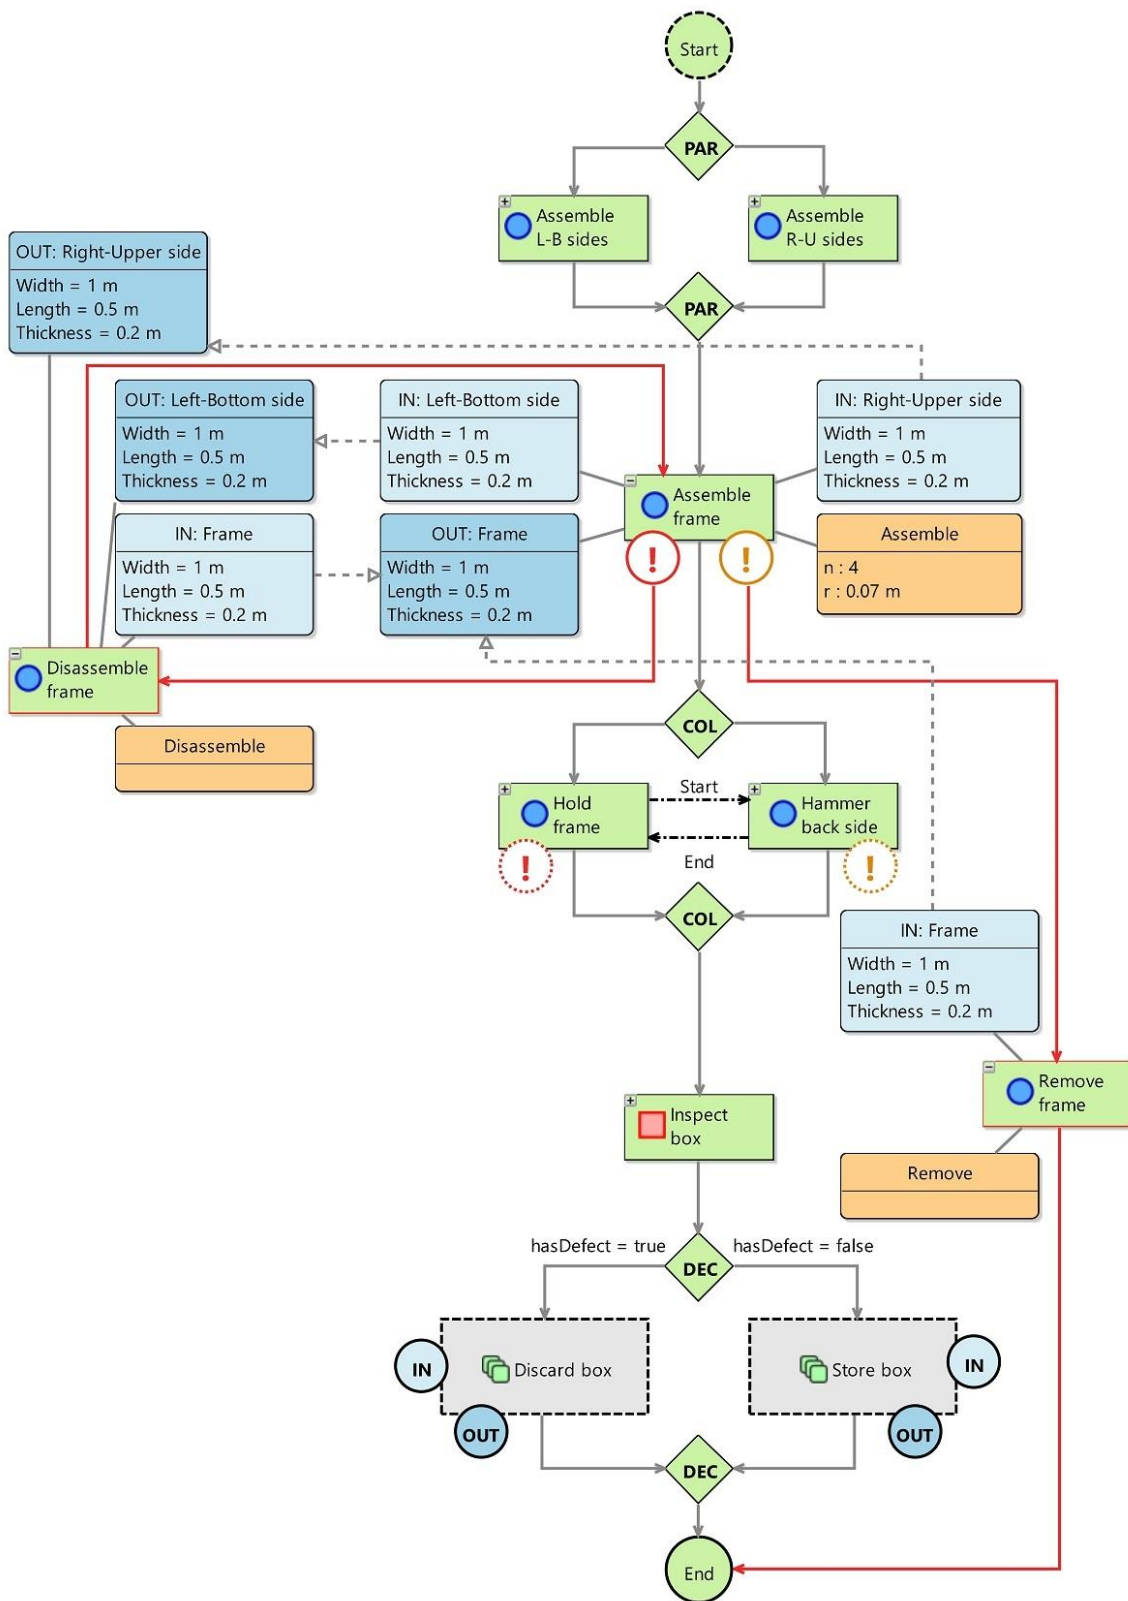 Start
PAR
Assemble
L-B sides
Assemble
R-U sides
PAR
OUT: Right-Upper side
Width = 1 m
Length = 0.5 m
Thickness = 0.2 m
OUT: Left-Bottom side
Width = 1 m
Length = 0.5 m
Thickness = 0.2 m
IN: Left-Bottom side
Width = 1 m
Length = 0.5 m
Thickness = 0.2 m
IN: Right-Upper side
Width = 1 m
Length = 0.5 m
Thickness = 0.2 m
Assemble
frame
IN: Frame
Width = 1 m
Length = 0.5 m
Thickness = 0.2 m
OUT: Frame
Width = 1 m
Length = 0.5 m
Thickness = 0.2 m
!
!
Assemble
n : 4
r : 0.07 m
Disassemble
frame
Disassemble
COL
Hold
frame
Start
End
Hammer
back side
!
!
COL
IN: Frame
Width = 1 m
Length = 0.5 m
Thickness = 0.2 m
Remove
frame
Remove
Inspect
box
hasDefect = true
DEC
hasDefect = false
IN
Discard box
OUT
Store box
IN
OUT
DEC
End